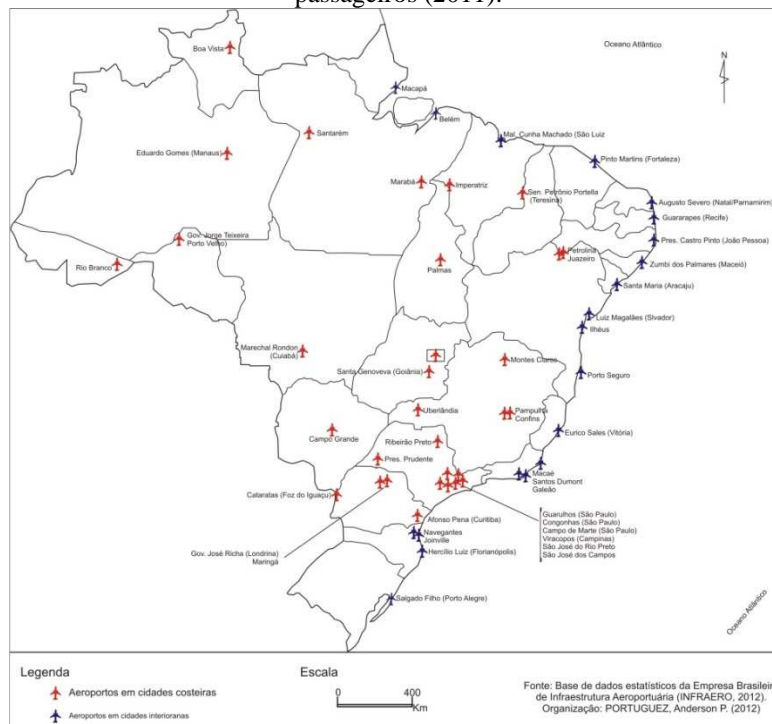 passageiros (2011).
Oceano Atlântico
N
Boa Vista
Macapá
Belém
Santarém
Mal. Cunha Machado (São Luiz
Eduardo Gomes (Manaus)
Pinto Martins (Fortaleza)
Marabá
Imperatriz
Sen. Petrônio Portella
(Teresina)
Augusto Severo (Natal/Parnamirim)
Guararapes (Recife)
Gov. Jorge Teixeira
Porto Velho
Pres. Castro Pinto (João Pessoa)
Petrolina
Juazeiro
Rio Branco
Palmas
Zumbi dos Palmares (Maceió)
Santa Maria (Aracaju)
Luiz Magalães (Slvador)
Ilhéus
Marechal Rondon
(Cuiabá)
Montes Claros
Santa Genoveva (Goiânia)
Porto Seguro
Uberlândia
Pampulha
Confins
Campo Grande
Eurico Sales (Vitória)
Ribeirão Preto
Pres. Prudente
Macaé
Santos Dumont
Galeão
Cataratas (Foz do Iguaçu)
Afonso Pena (Curitiba)
Guarulhos (São Paulo)
Congonhas (São Paulo)
Campo de Marte (São Paulo)
Viracopos (Campinas)
São José do Rio Preto
São José dos Campos
Navegantes
Joinville
Gov. José Richa (Londrina)
Maringá
Hercílio Luiz (Florianópolis)
Salgado Filho (Porto Alegre)
Oceano Atlântico
Legenda
Aeroportos em cidades costeiras
Aeroportos em cidades interioranas
Escala
0 400
Km
Fonte: Base de dados estatísticos da Empresa Brasileir
de Infraestrutura Aeroportuária (INFRAERO, 2012).
Organização: PORTUGUEZ, Anderson P. (2012)